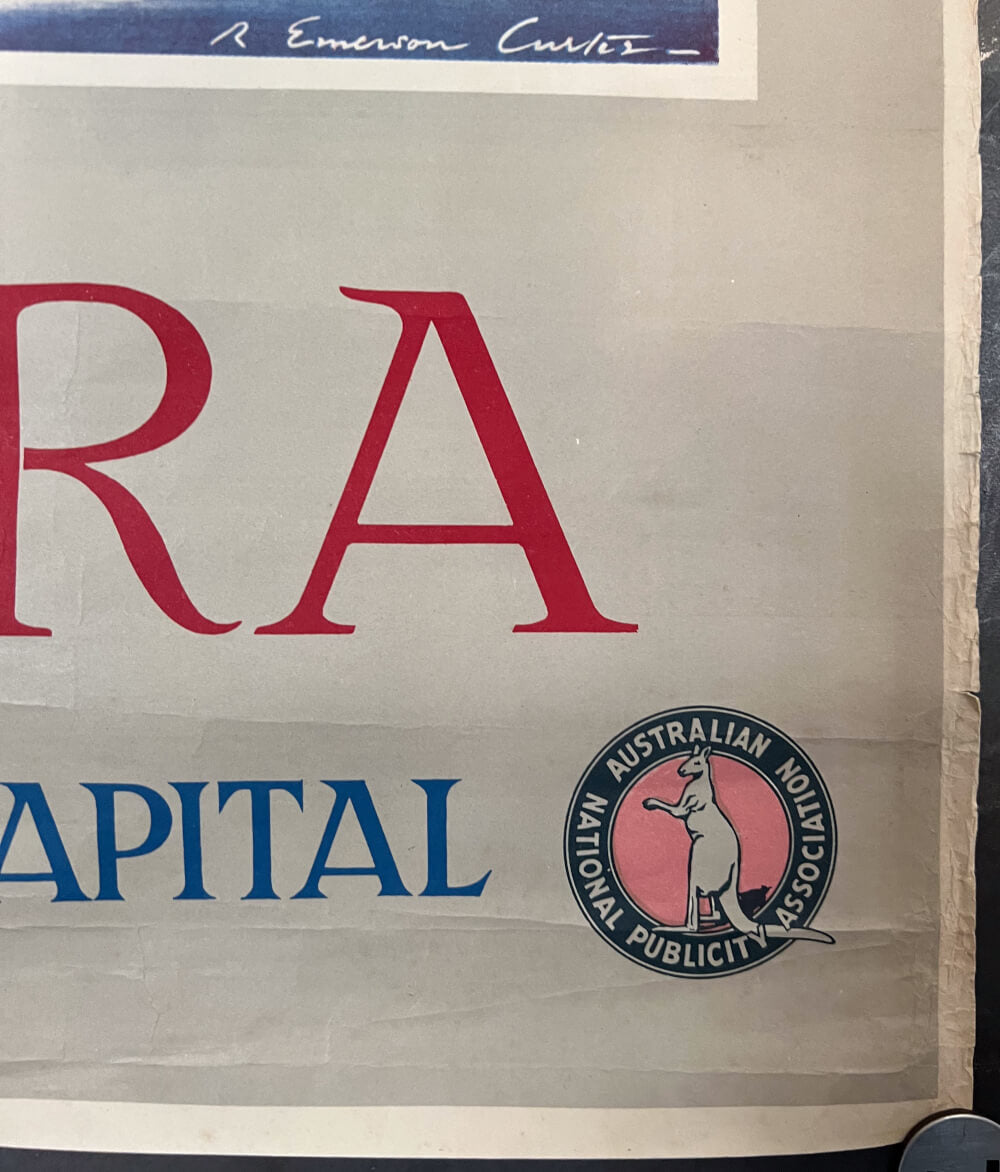 R Emerson Curtis
RA
APITAL
AUSTRALIAN NATIONAL PUBLICITY ASSOCIATION